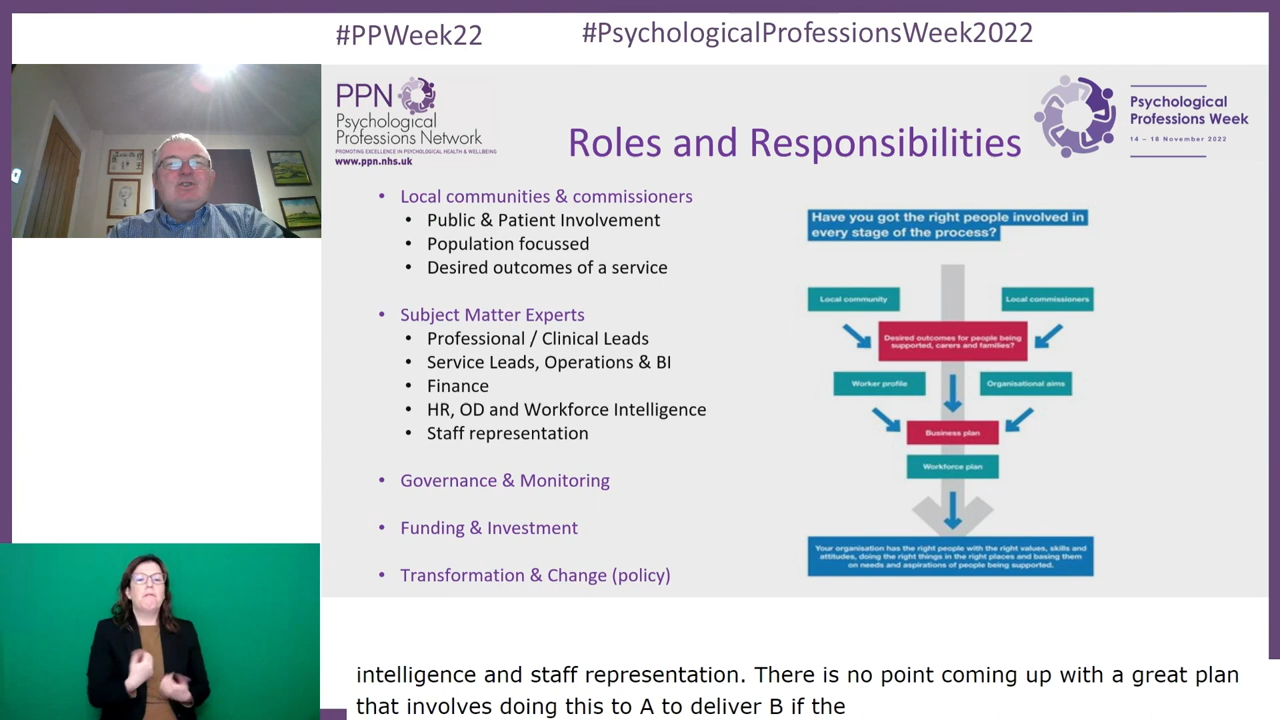 #PPWeek22
#PsychologicalProfessionsWeek2022
PPN
Psychological
Professions Network
PROMOTING EXCELLENCE IN PSYCHOLOGICAL HEALTH & WELLBEING
www.ppn.nhs.uk
Roles and Responsibilities
Psychological
Professions Week
14 – 18 November 2022
• Local communities & commissioners
• Public & Patient Involvement
• Population focussed
• Desired outcomes of a service
• Subject Matter Experts
• Professional / Clinical Leads
• Service Leads, Operations & BI
• Finance
• HR, OD and Workforce Intelligence
• Staff representation
• Governance & Monitoring
• Funding & Investment
• Transformation & Change (policy)
Have you got the right people involved in
every stage of the process?
Local community
Local commissioners
Desired outcomes for people being
supported, carers and families?
Worker profile
Organisational aims
Business plan
Workforce plan
Your organisation has the right people with the right values, skills and
attitudes, doing the right things in the right places and basing them
on needs and aspirations of people being supported.
intelligence and staff representation. There is no point coming up with a great plan
that involves doing this to A to deliver B if the